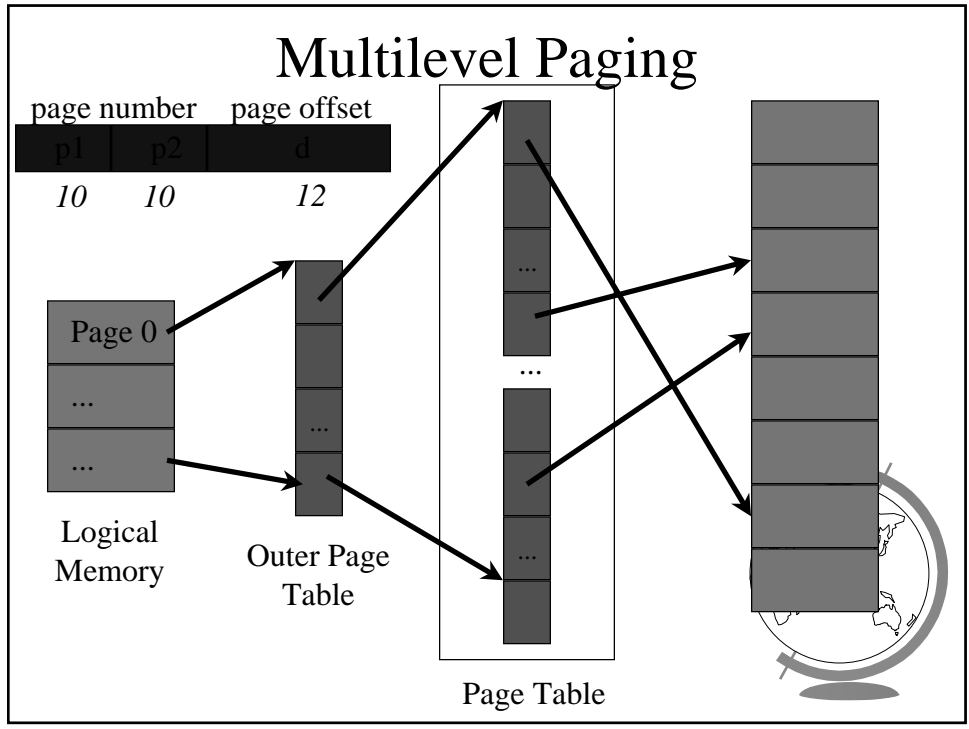 Multilevel Paging
page number page offset
p1 p2 d
10 10 12
Page 0
...
...
Logical
Memory
...
Outer Page
Table
...
...
...
Page Table